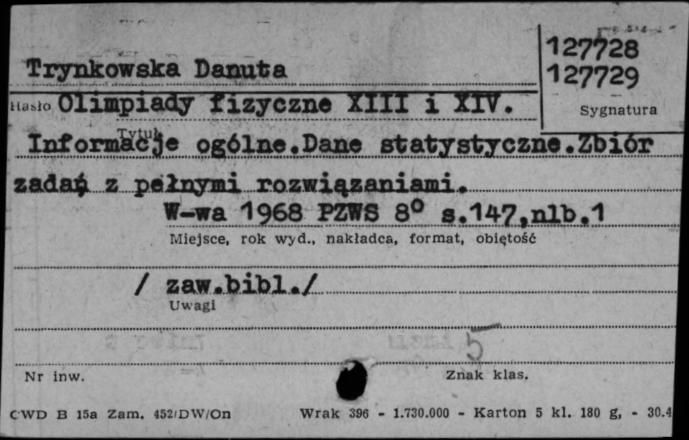 127728
127729
Sygnatura
Trynkowska Danuta
Hasło Olimpiady fizyczne XIII i XIV.
Tytuł
Informacje ogólne.Dane statystyczne.Zbiór
zadań z pełnymi rozwiązaniami.
W-wa 1968 PZWS 8° s.147,nlb.1
Miejsce, rok wyd., nakładca, format, objętość
/ zaw.bibl./
Uwagi
5
Nr inw.
Znak klas.
CWD B 15a Zam. 452/DW/On
Wrak 396 - 1.730.000 - Karton 5 kl. 180 g, - 30.4